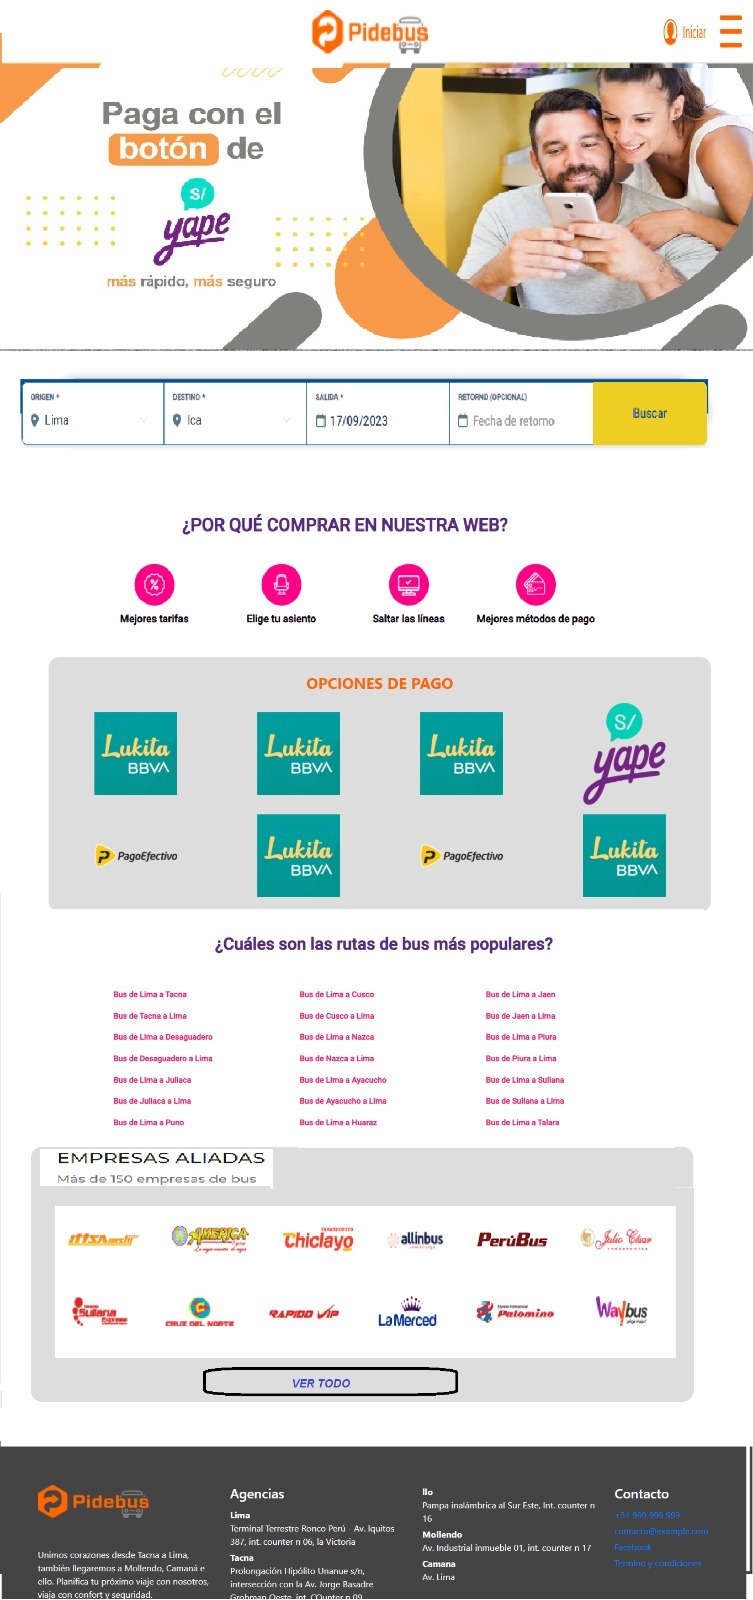 Pidebus
Iniciar
Paga con el
botón de
S/
yape
más rápido, más seguro
ORIGEN *
Lima
DESTINO *
Ica
SALIDA *
17/09/2023
RETORNO (OPCIONAL)
Fecha de retorno
Buscar
¿POR QUÉ COMPRAR EN NUESTRA WEB?
Mejores tarifas
Elige tu asiento
Saltar las líneas
Mejores métodos de pago
OPCIONES DE PAGO
Lukita
BBVA
Lukita
BBVA
Lukita
BBVA
S/
yape
PagoEfectivo
Lukita
BBVA
PagoEfectivo
Lukita
BBVA
¿Cuáles son las rutas de bus más populares?
Bus de Lima a Tacna
Bus de Tacna a Lima
Bus de Lima a Desaguadero
Bus de Desaguadero a Lima
Bus de Lima a Juliaca
Bus de Juliaca a Lima
Bus de Lima a Puno
Bus de Lima a Cusco
Bus de Cusco a Lima
Bus de Lima a Nazca
Bus de Nazca a Lima
Bus de Lima a Ayacucho
Bus de Ayacucho a Lima
Bus de Lima a Huaraz
Bus de Lima a Jaen
Bus de Jaen a Lima
Bus de Lima a Piura
Bus de Piura a Lima
Bus de Lima a Sullana
Bus de Sullana a Lima
Bus de Lima a Talara
EMPRESAS ALIADAS
Más de 150 empresas de bus
ITTSA
AMERICA
TRANSPORTES
Chiclayo
allinbus
PerúBus
Julio César
TRANSPORTES
Sullana
Express
CRUZ DEL NORTE
RAPIDO VIP
La Merced
Palomino
Waybus
VER TODO
Pidebus
Unimos corazones desde Tacna a Lima,
también llegaremos a Mollendo, Camaná e
ello. Planifica tu próximo viaje con nosotros,
viaja con confort y seguridad.
Agencias
Lima
Terminal Terrestre Ronco Perú - Av. Iquitos
387, int. counter n 06, la Victoria
Tacna
Prolongación Hipólito Unanue s/n,
intersección con la Av. Jorge Basadre
Grohman Oeste, int. COunter n 09
Ilo
Pampa inalámbrica al Sur Este, Int. counter n
16
Mollendo
Av. Industrial inmueble 01, int. counter n 17
Camana
Av. Lima
Contacto
+51 999 999 999
contacto@example.com
Facebook
Termino y condiciones